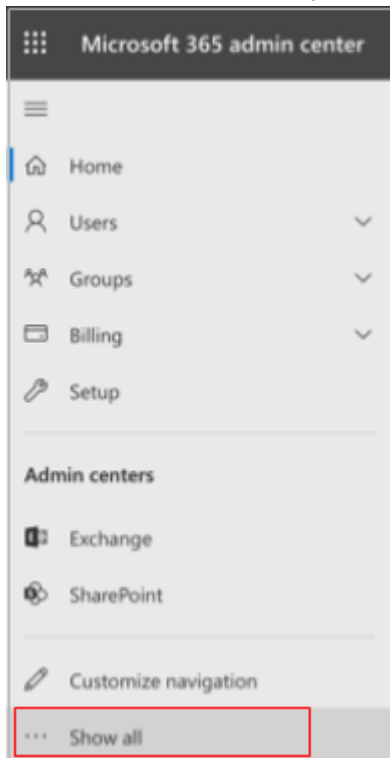 Microsoft 365 admin center
Home
Users
Groups
Billing
Setup
Admin centers
Exchange
SharePoint
Customize navigation
Show all